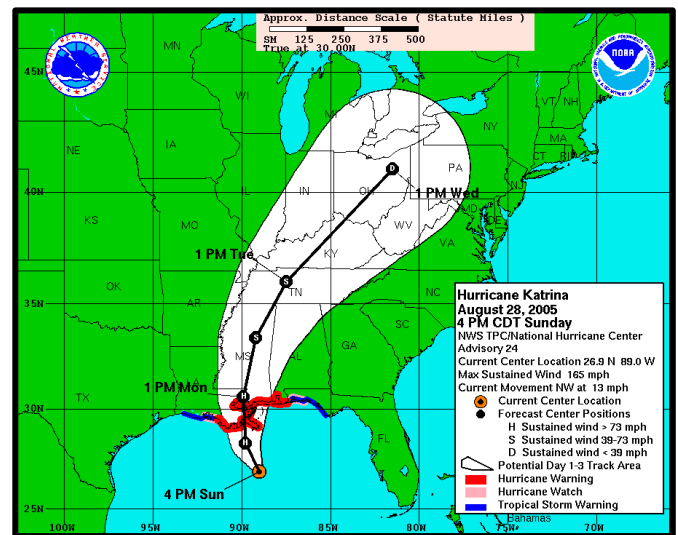 Approx. Distance Scale ( Statute Miles )
SM 125 250 375 500
True at 30.00N
NOAA
45N
40N
35N
30N
25N
100W
95W
90W
85W
80W
75W
70W
MN
WI
MI
NY
VT
NH
MA
CT
RI
NE
IA
IL
IN
OH
PA
NJ
MD
DE
WV
VA
KS
MO
KY
OK
AR
TN
NC
SC
TX
LA
MS
AL
GA
FL
Bahamas
1 PM Wed
1 PM Tue
1 PM Mon
4 PM Sun
D
S
S
H
H
Hurricane Katrina
August 28, 2005
4 PM CDT Sunday
NWS TPC/National Hurricane Center
Advisory 24
Current Center Location 26.9 N 89.0 W
Max Sustained Wind 165 mph
Current Movement NW at 13 mph
Current Center Location
Forecast Center Positions
H Sustained wind > 73 mph
S Sustained wind 39-73 mph
D Sustained wind < 39 mph
Potential Day 1-3 Track Area
Hurricane Warning
Hurricane Watch
Tropical Storm Warning